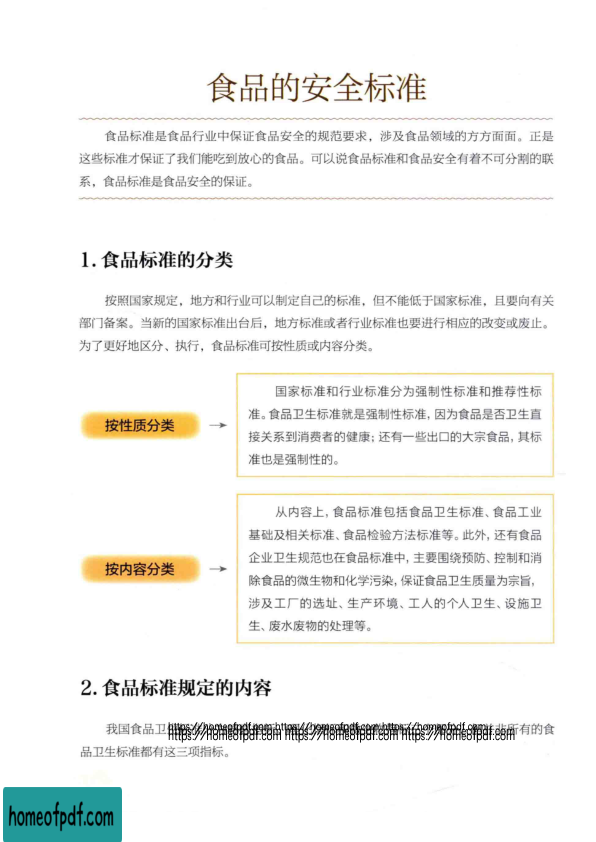 食品的安全标准
食品标准是食品行业中保证食品安全的规范要求，涉及食品领域的方方面面。正是
这些标准才保证了我们能吃到放心的食品。可以说食品标准和食品安全有着不可分割的联
系，食品标准是食品安全的保证。
1. 食品标准的分类
按照国家规定，地方和行业可以制定自己的标准，但不能低于国家标准，且要向有关
部门备案。当新的国家标准出台后，地方标准或者行业标准也要进行相应的改变或废止。
为了更好地区分、执行，食品标准可按性质或内容分类。
按性质分类
国家标准和行业标准分为强制性标准和推荐性标
准。食品卫生标准就是强制性标准，因为食品是否卫生直
接关系到消费者的健康；还有一些出口的大宗食品，其标
准也是强制性的。
按内容分类
从内容上，食品标准包括食品卫生标准、食品工业
基础及相关标准、食品检验方法标准等。此外，还有食品
企业卫生规范也在食品标准中，主要围绕预防、控制和消
除食品的微生物和化学污染，保证食品卫生质量为宗旨，
涉及工厂的选址、生产环境、工人的个人卫生、设施卫
生、废水废物的处理等。
2. 食品标准规定的内容
我国食品卫 非所有的食
https://homeofpdf.com https://homeofpdf.com https://homeofpdf.com
https://homeofpdf.com https://homeofpdf.com https://homeofpdf.com
品卫生标准都有这三项指标。
homeofpdf.com